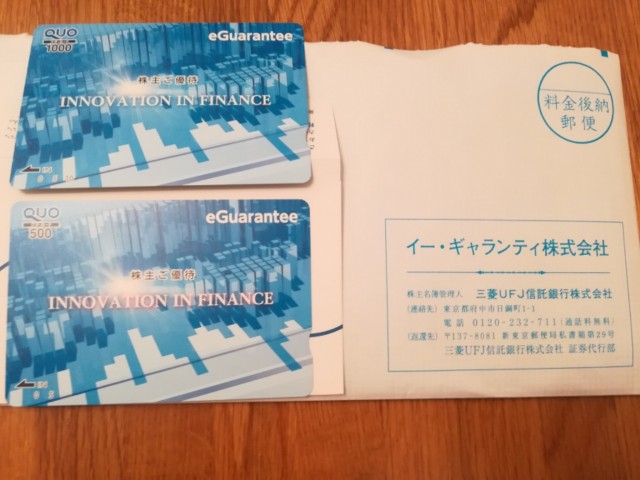 QUO
1000
eGuarantee
株主ご優待
INNOVATION IN FINANCE
IN
QUO
500
eGuarantee
株主ご優待
INNOVATION IN FINANCE
IN
料金後納
郵便
イー・ギャランティ株式会社
株主名簿管理人 三菱UFJ信託銀行株式会社
(連絡先) 東京都府中市日鋼町1-1
電話 0120-232-711(通話料無料)
(返還先) 〒137-8081 新東京郵便局私書箱第29号
三菱UFJ信託銀行株式会社 証券代行部